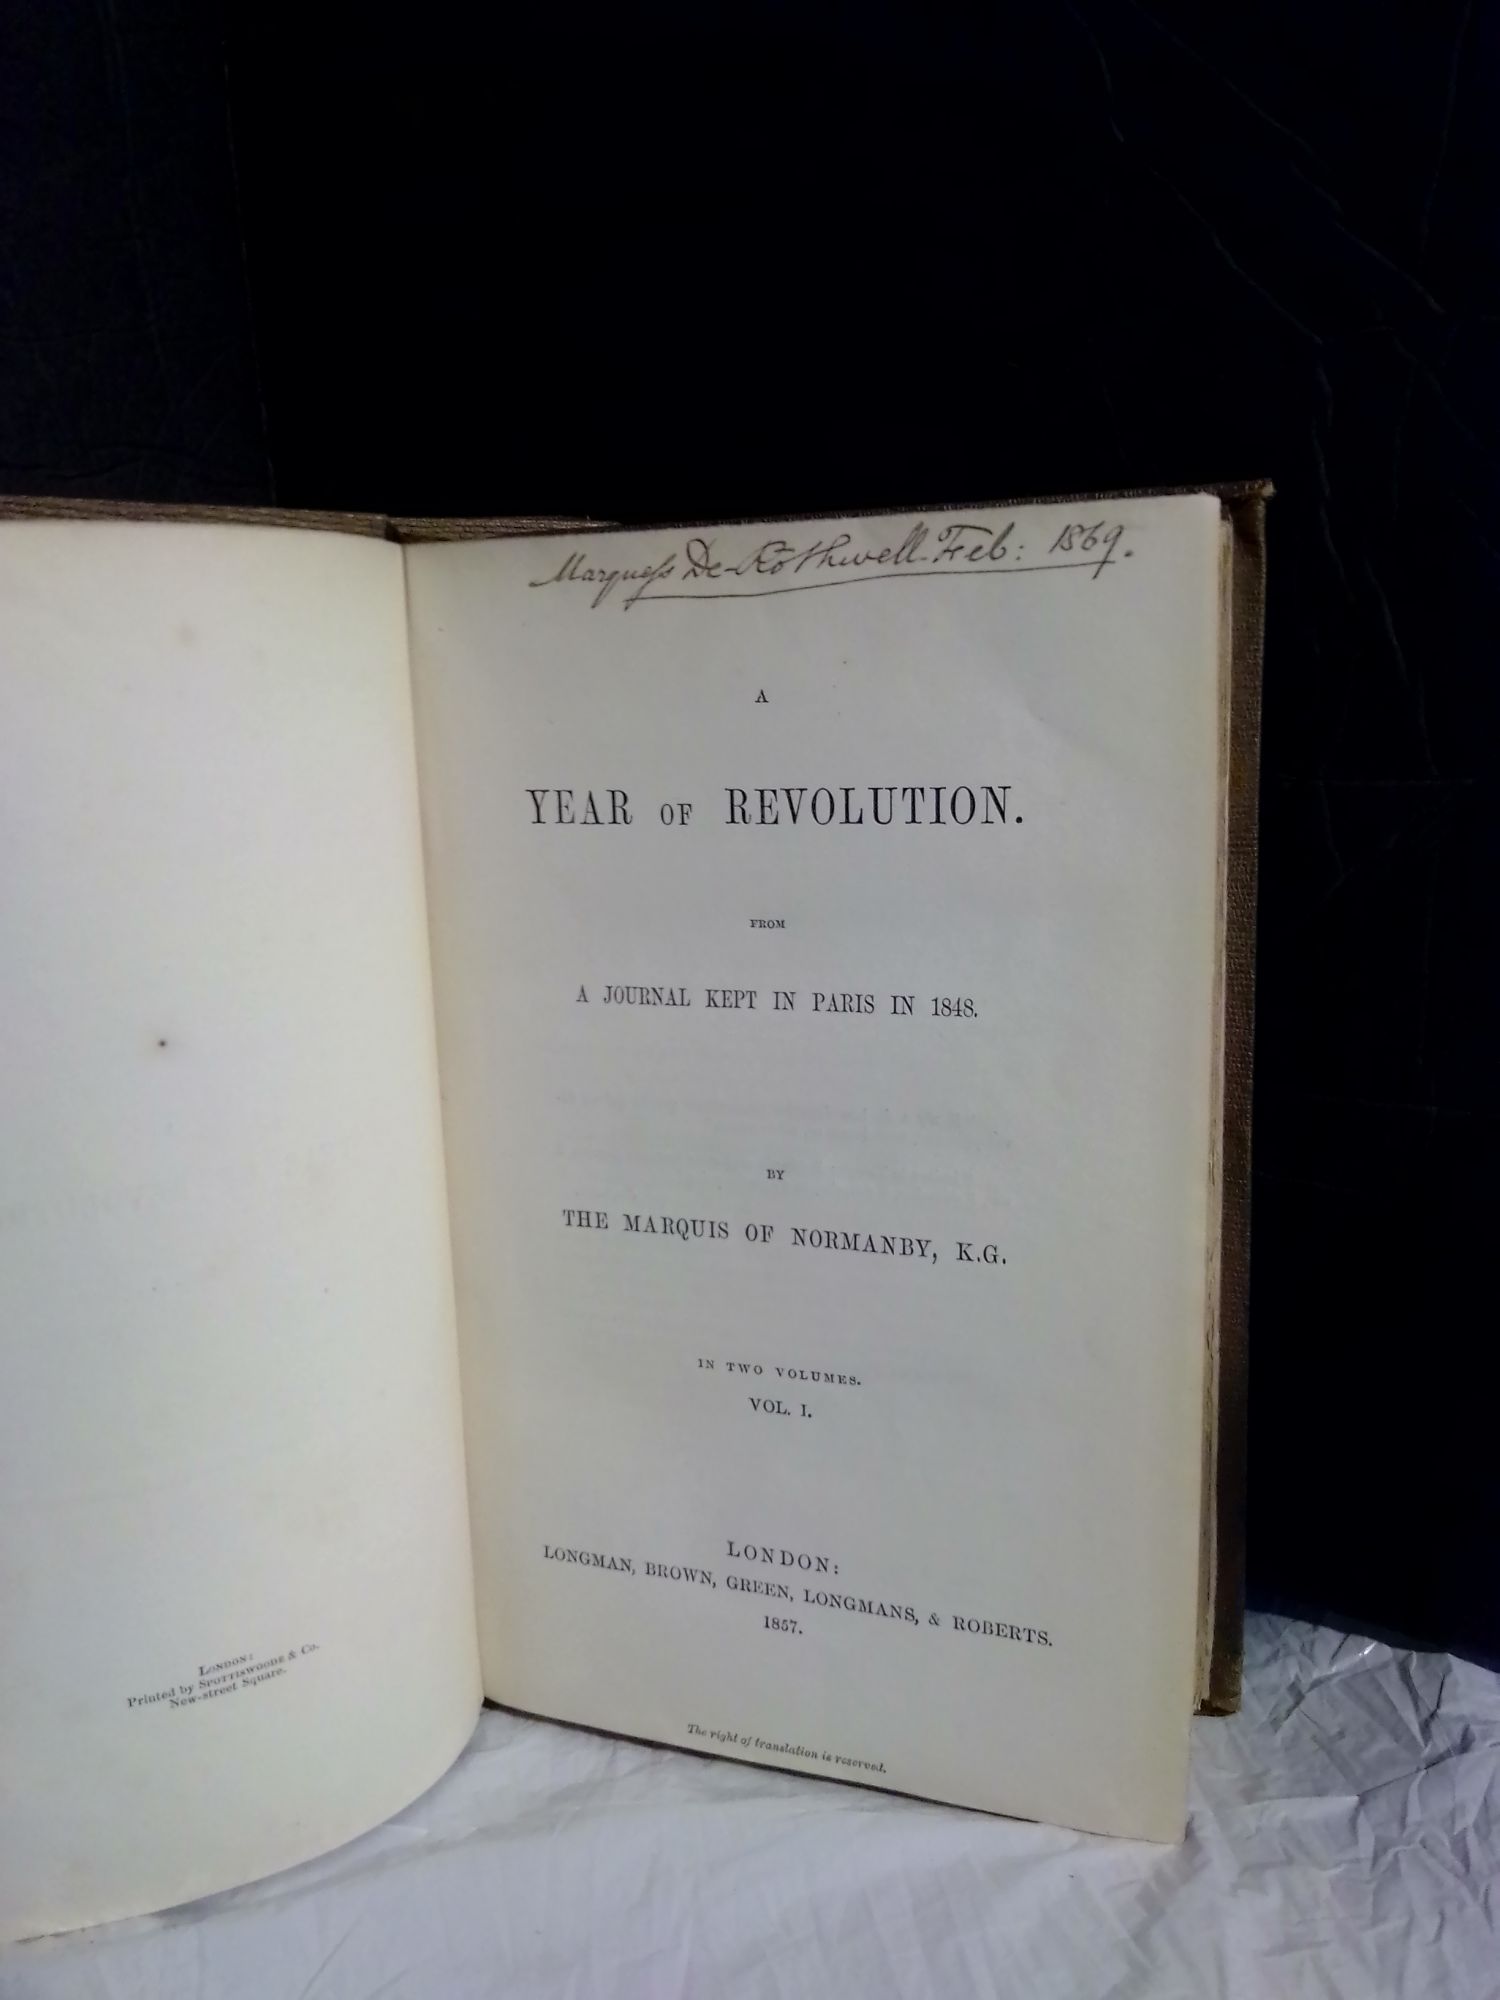 London:
Printed by Spottiswoode & Co.
New-street Square.
Marquess De-Rothwell-Feb: 1869.
A
YEAR OF REVOLUTION.
FROM
A JOURNAL KEPT IN PARIS IN 1848.
BY
THE MARQUIS OF NORMANBY, K.G.
IN TWO VOLUMES.
VOL. I.
LONDON:
LONGMAN, BROWN, GREEN, LONGMANS, & ROBERTS.
1857.
The right of translation is reserved.